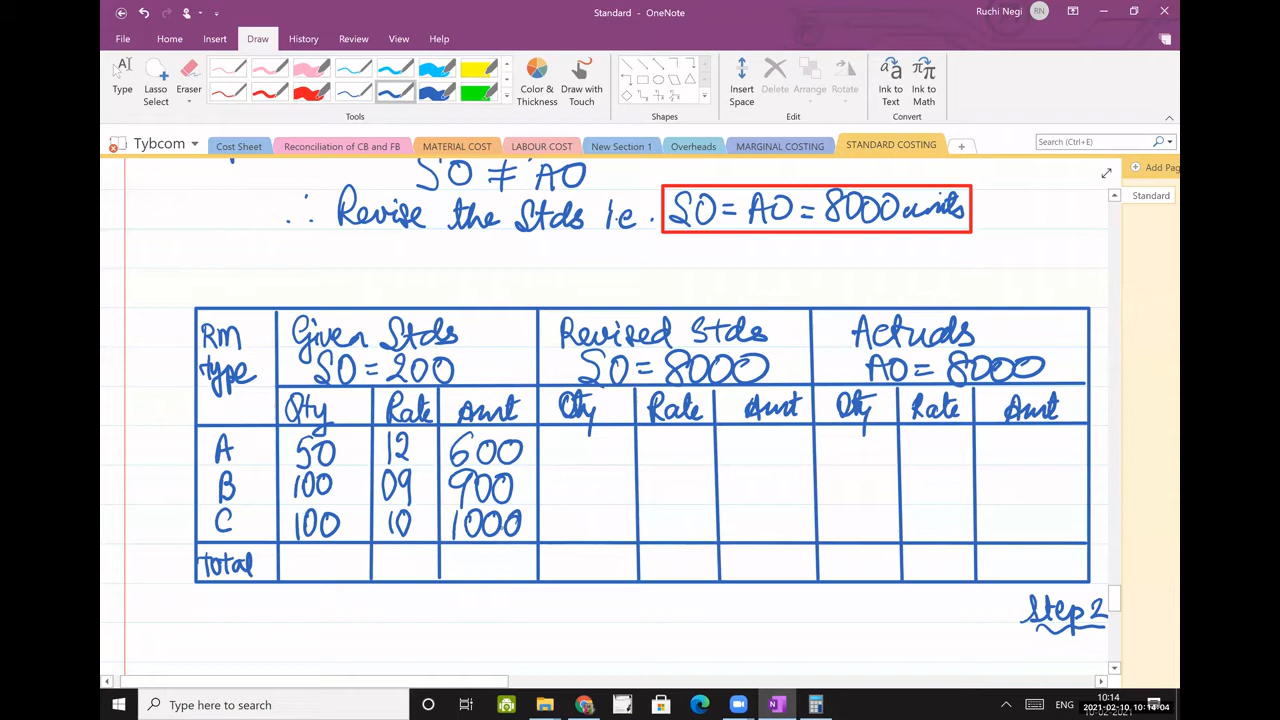 Standard - OneNote
Ruchi Negi RN
File Home Insert Draw History Review View Help
Type Lasso Select Eraser Color & Thickness Draw with Touch Insert Space Delete Arrange Rotate Ink to Text Ink to Math
Tools Shapes Edit Convert
Tybcom Cost Sheet Reconciliation of CB and FB MATERIAL COST LABOUR COST New Section 1 Overheads MARGINAL COSTING STANDARD COSTING Search (Ctrl+E)
Add Pag
Standard
SO ≠ AO
∴ Revise the Stds i.e. SO = AO = 8000 units
RM type Given Stds SO = 200 Revised Stds SO = 8000 Actuals AO = 8000
Qty Rate Amt Qty Rate Amt Qty Rate Amt
A 50 12 600
B 100 09 900
C 100 10 1000
Total
Step 2
Type here to search
ENG
10:14
2021-02-10 10:14:04